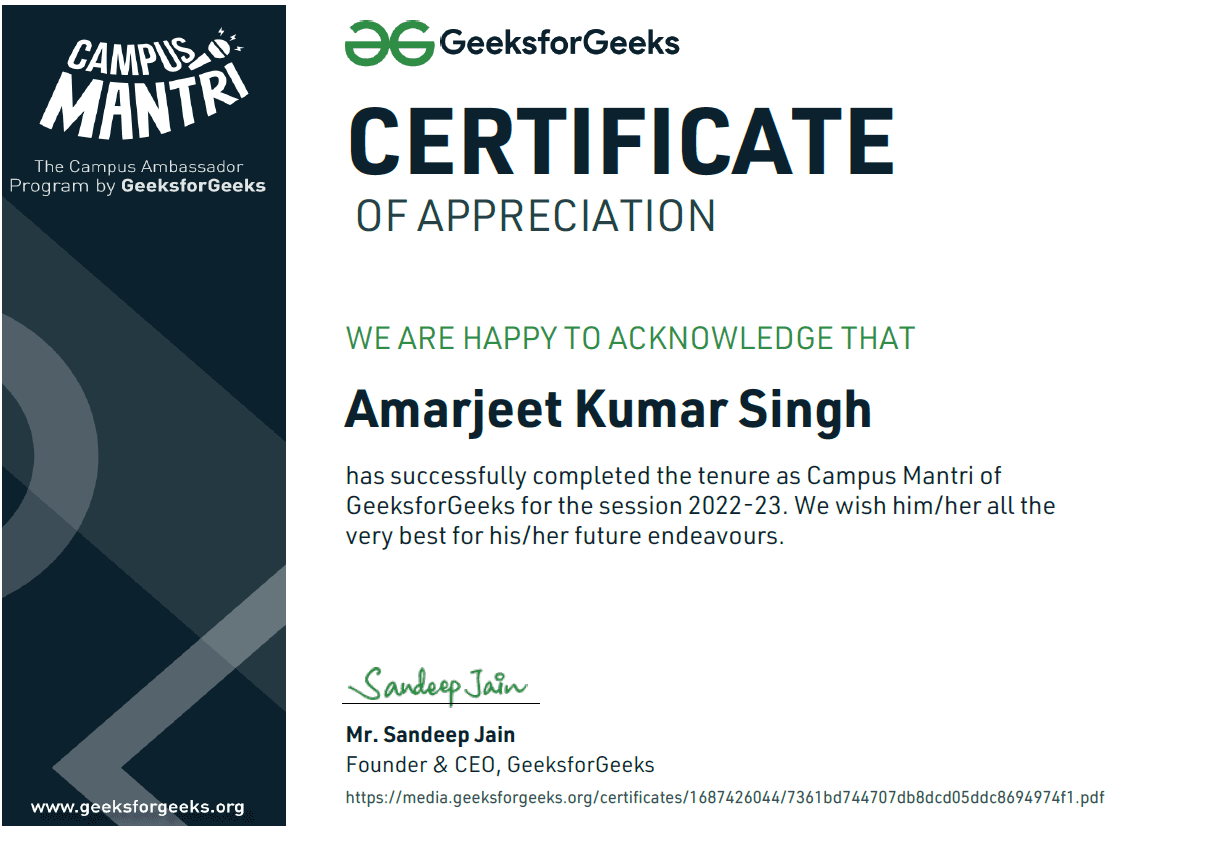 CAMPUS
MANTRI
The Campus Ambassador
Program by GeeksforGeeks
www.geeksforgeeks.org
GeeksforGeeks
CERTIFICATE
OF APPRECIATION
WE ARE HAPPY TO ACKNOWLEDGE THAT
Amarjeet Kumar Singh
has successfully completed the tenure as Campus Mantri of
GeeksforGeeks for the session 2022-23. We wish him/her all the
very best for his/her future endeavours.
Sandeep Jain
Mr. Sandeep Jain
Founder & CEO, GeeksforGeeks
https://media.geeksforgeeks.org/certificates/1687426044/7361bd744707db8dcd05ddc8694974f1.pdf